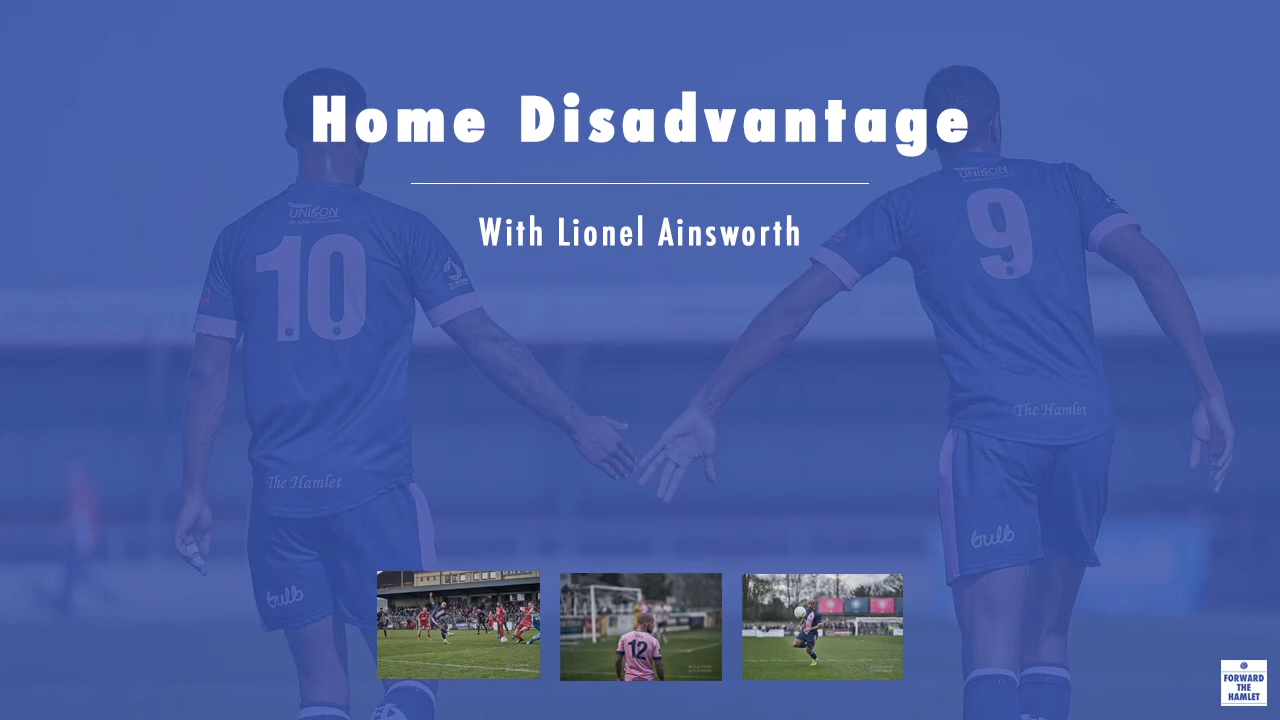 Home Disadvantage
With Lionel Ainsworth
UNISON
10
The Hamlet
bulb
UNISON
9
The Hamlet
bulb
12
FORWARD
THE
HAMLET